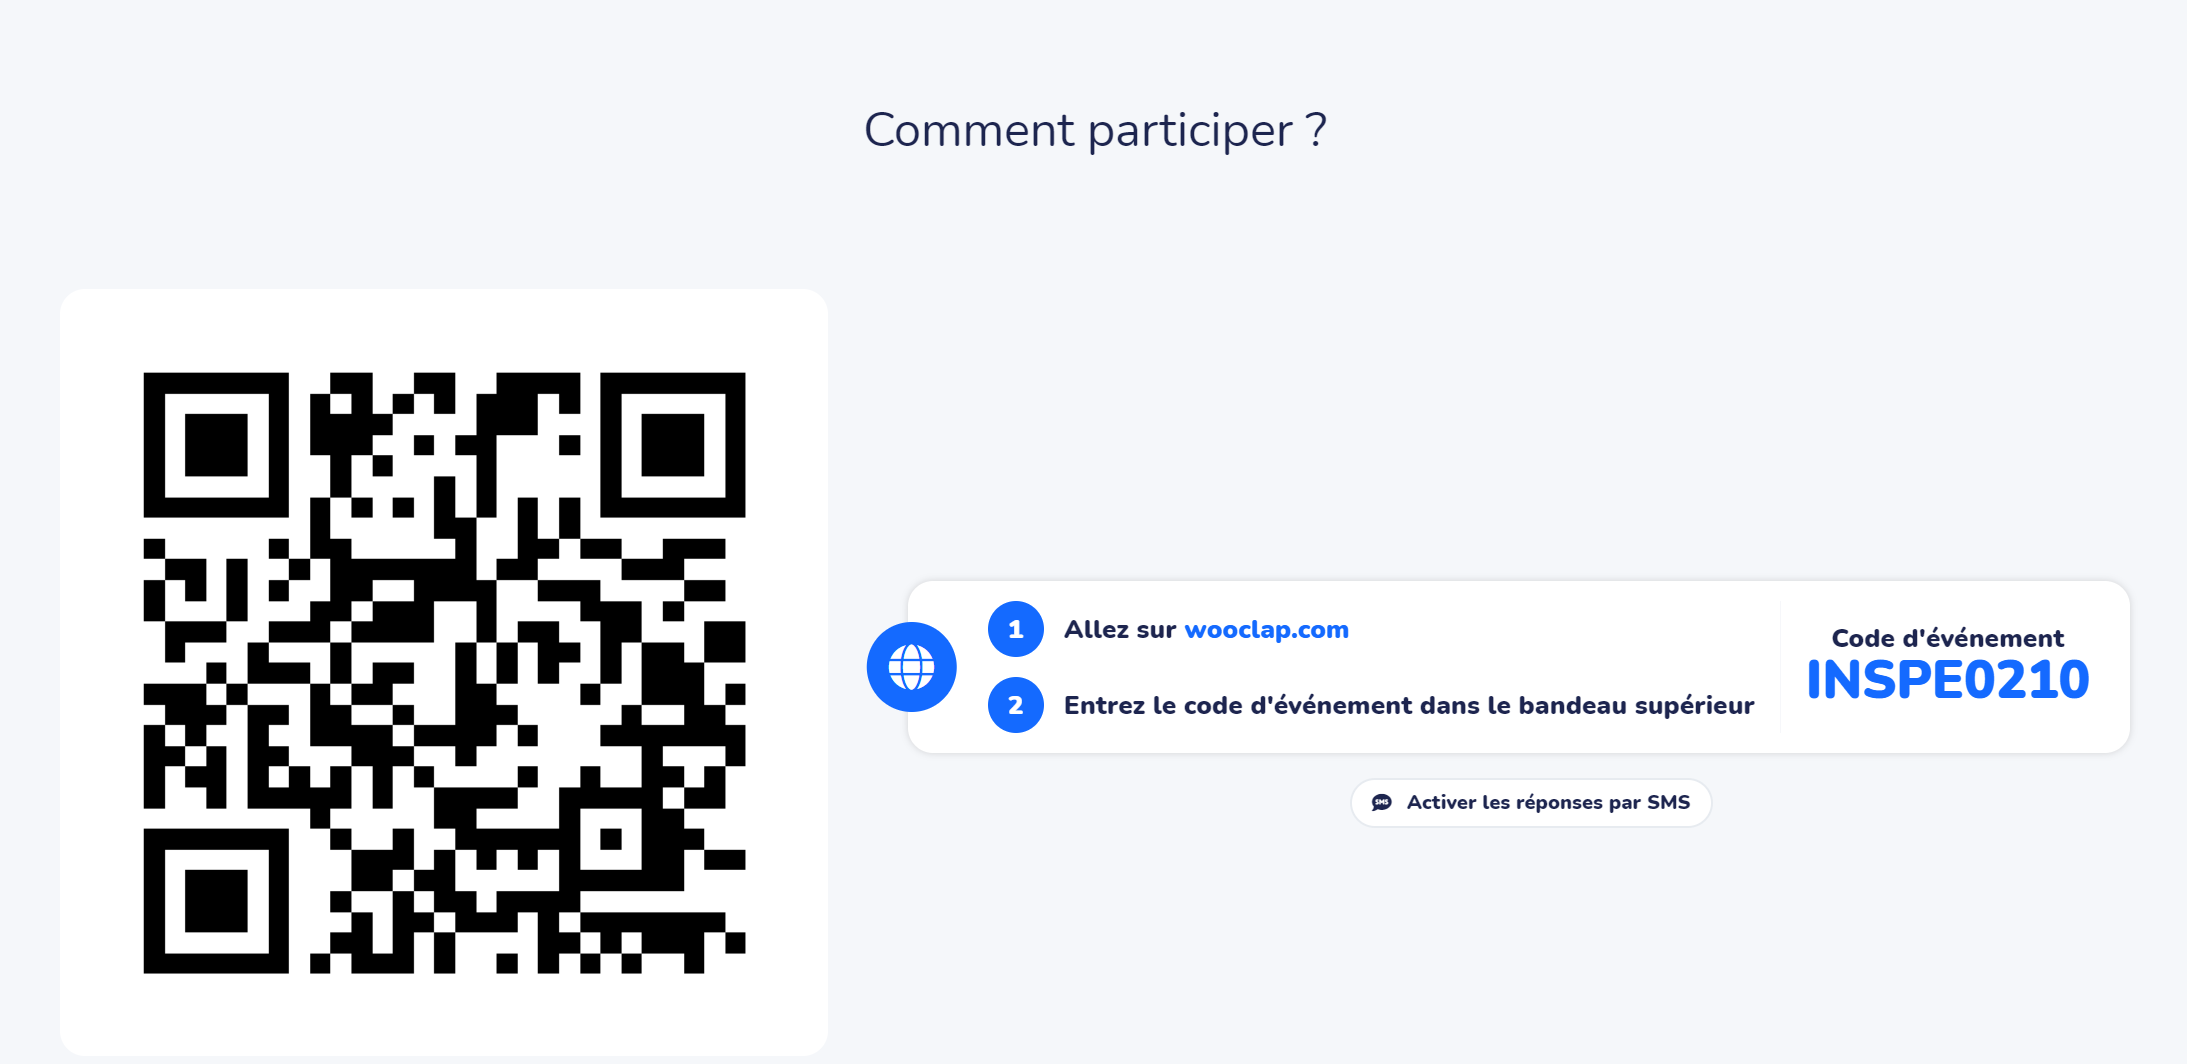 Comment participer ?
1 Allez sur wooclap.com
2 Entrez le code d'événement dans le bandeau supérieur
Code d'événement
INSPE0210
SMS Activer les réponses par SMS